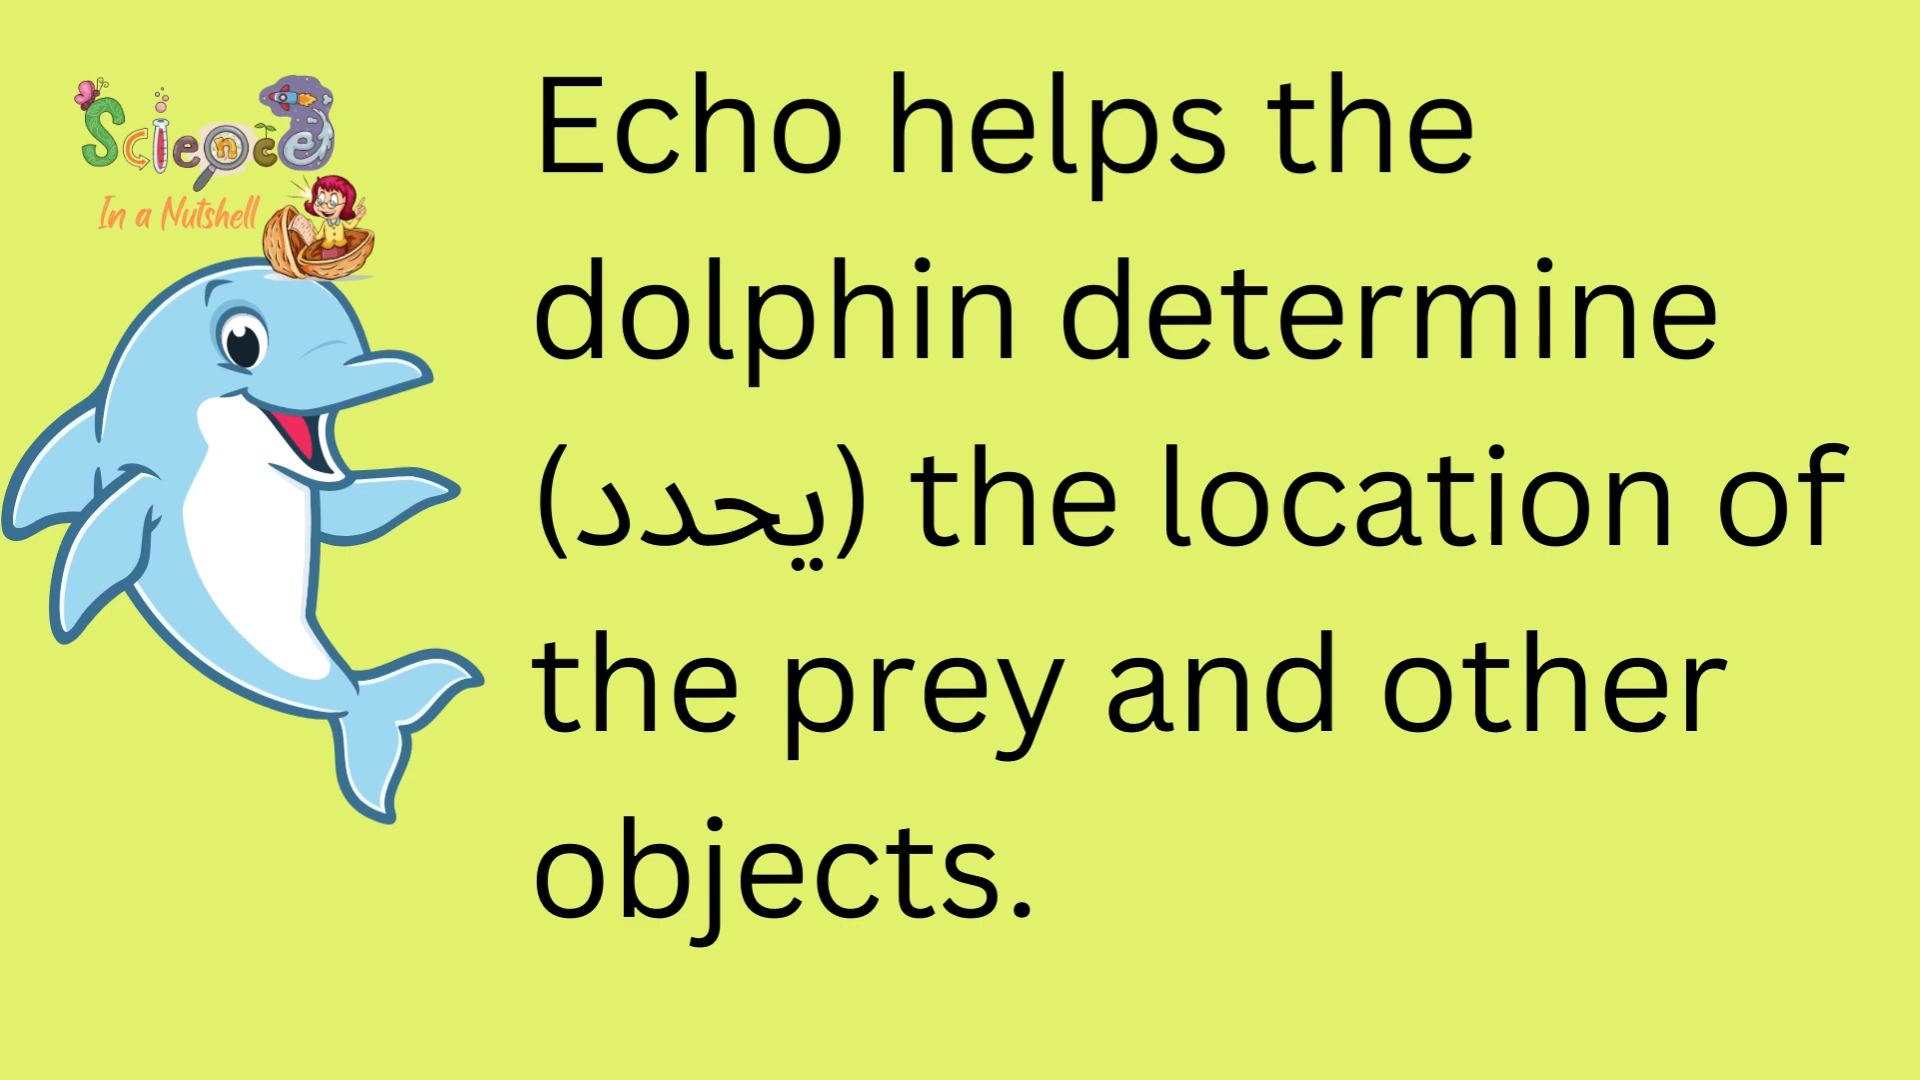 Science
In a Nutshell
Echo helps the
dolphin determine
(يحدد) the location of
the prey and other
objects.